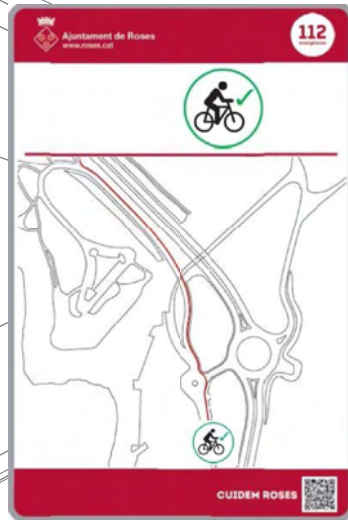 Ajuntament de Roses
www.roses.cat
112
emergències
CUIDEM ROSES